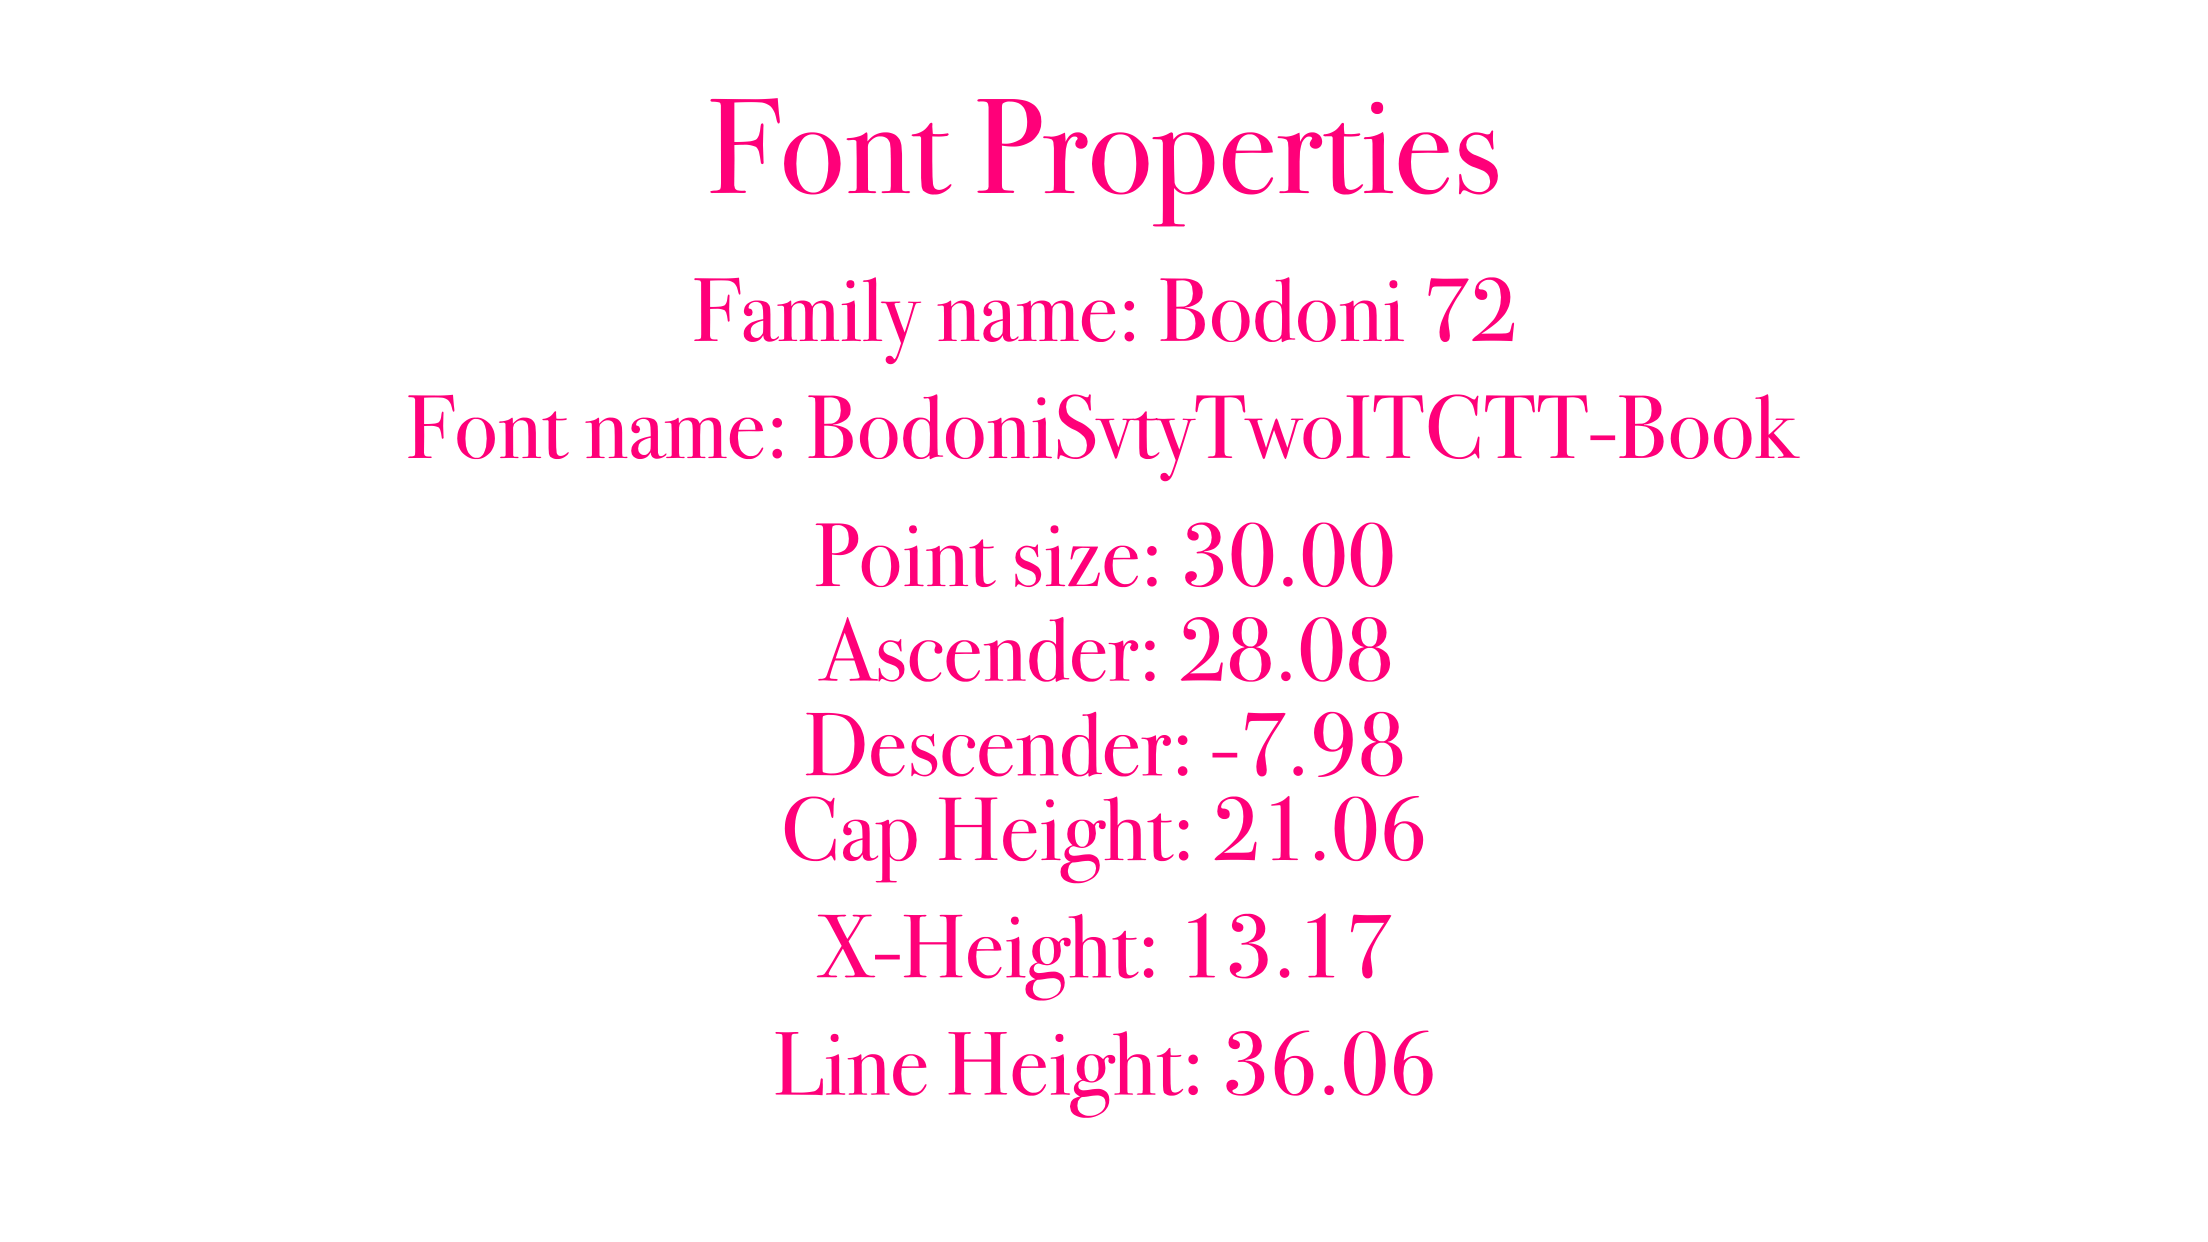 Font Properties
Family name: Bodoni 72
Font name: BodoniSvtyTwoITCTT-Book
Point size: 30.00
Ascender: 28.08
Descender: -7.98
Cap Height: 21.06
X-Height: 13.17
Line Height: 36.06